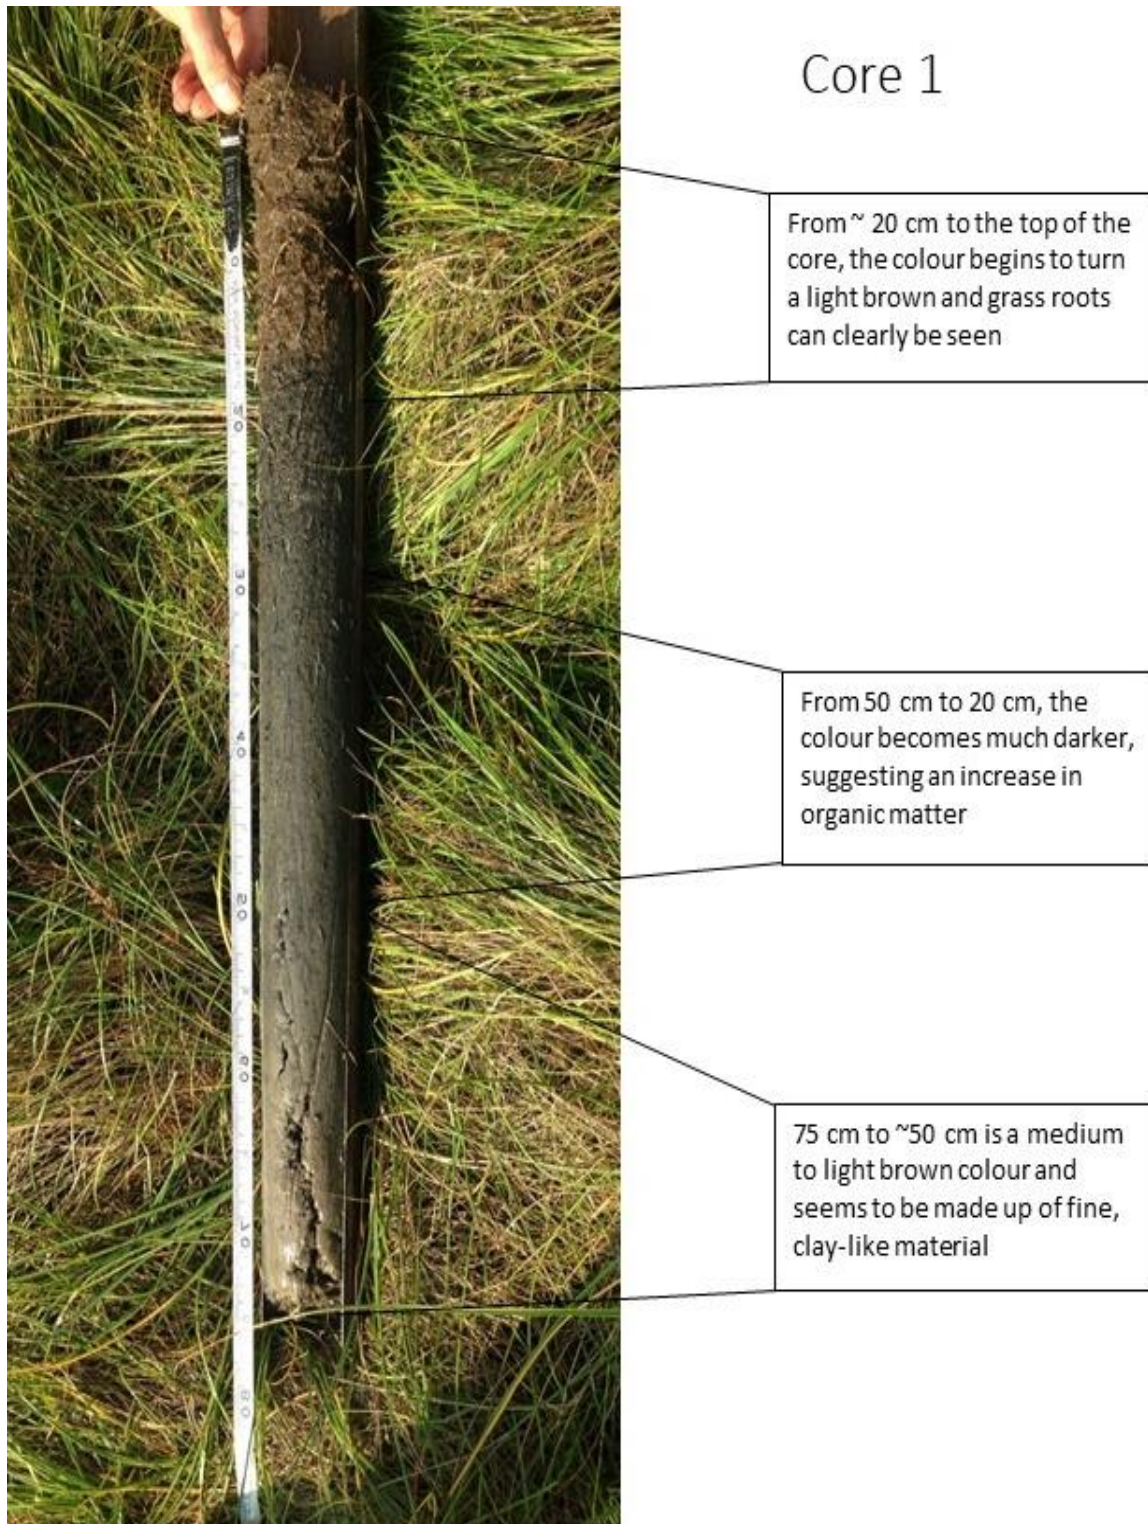 Core 1
From ~ 20 cm to the top of the
core, the colour begins to turn
a light brown and grass roots
can clearly be seen
20
30
40
50
60
70
80
From 50 cm to 20 cm, the
colour becomes much darker,
suggesting an increase in
organic matter
75 cm to ~50 cm is a medium
to light brown colour and
seems to be made up of fine,
clay-like material